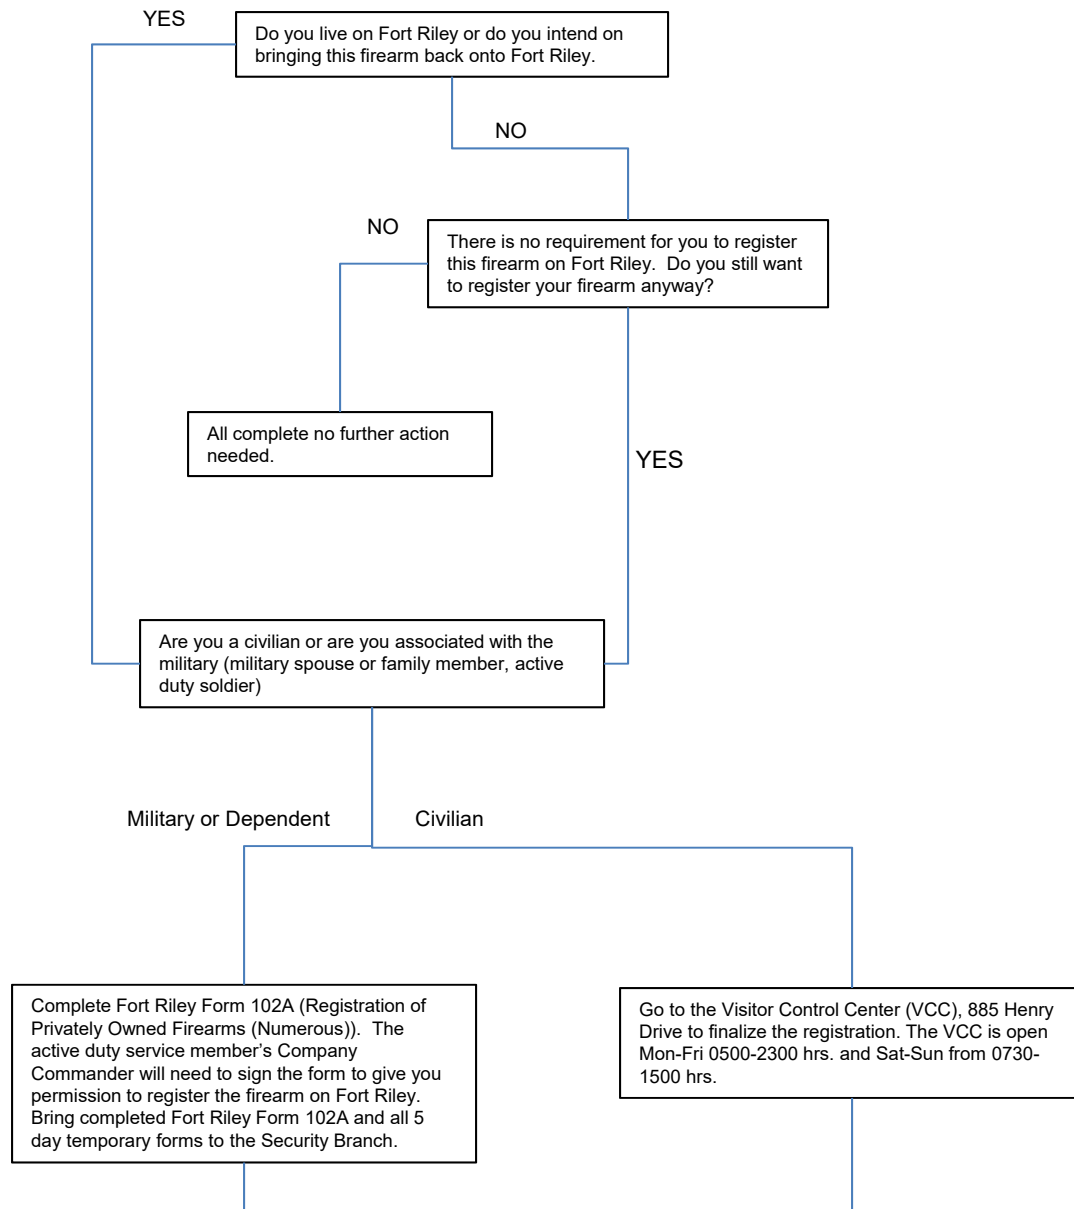 YES
Do you live on Fort Riley or do you intend on
bringing this firearm back onto Fort Riley.
NO
NO
There is no requirement for you to register
this firearm on Fort Riley.  Do you still want
to register your firearm anyway?
All complete no further action
needed.
YES
Are you a civilian or are you associated with the
military (military spouse or family member, active
duty soldier)
Military or Dependent
Civilian
Complete Fort Riley Form 102A (Registration of
Privately Owned Firearms (Numerous)).  The
active duty service member’s Company
Commander will need to sign the form to give you
permission to register the firearm on Fort Riley.
Bring completed Fort Riley Form 102A and all 5
day temporary forms to the Security Branch.
Go to the Visitor Control Center (VCC), 885 Henry
Drive to finalize the registration. The VCC is open
Mon-Fri 0500-2300 hrs. and Sat-Sun from 0730-
1500 hrs.